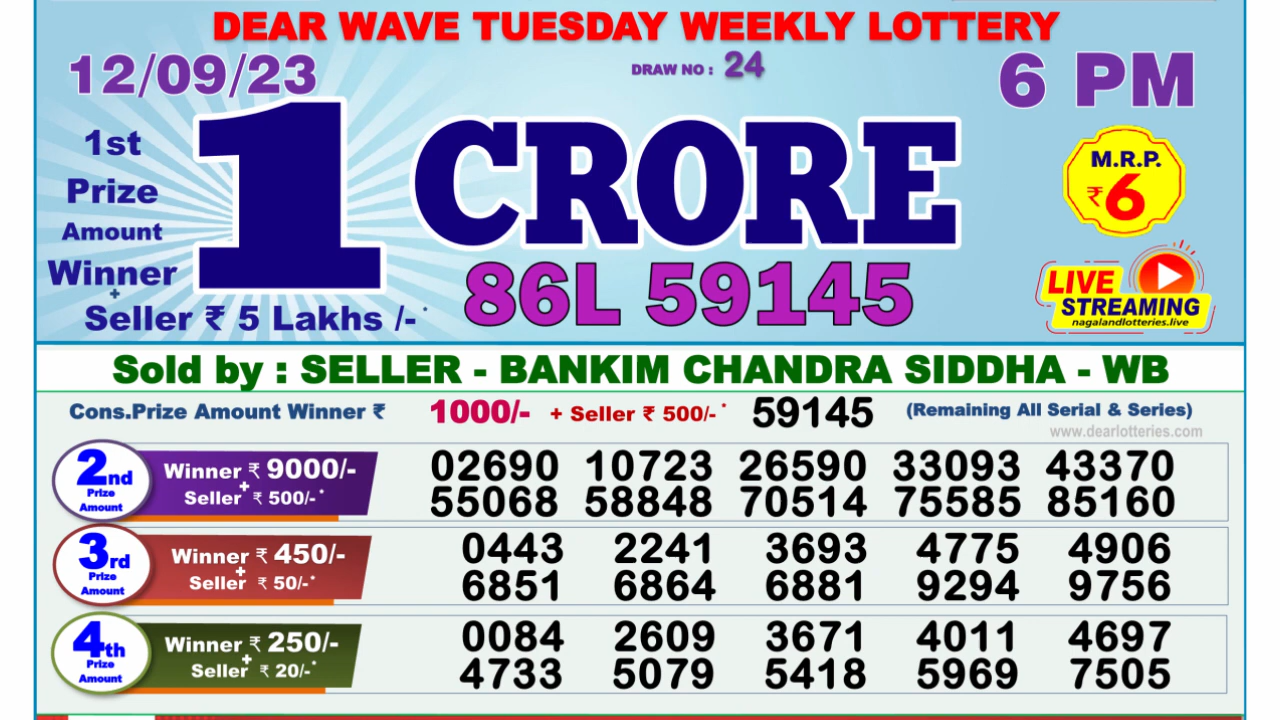 DEAR WAVE TUESDAY WEEKLY LOTTERY
12/09/23
DRAW NO : 24
6 PM
1st
Prize
Amount
Winner
+
Seller ₹ 5 Lakhs /- *
1 CRORE
86L 59145
M.R.P.
₹6
LIVE
STREAMING
nagalandlotteries.live
Sold by : SELLER - BANKIM CHANDRA SIDDHA - WB
Cons.Prize Amount Winner ₹ 1000/- + Seller ₹ 500/- * 59145 (Remaining All Serial & Series)
www.dearlotteries.com
2nd
Prize
Amount
Winner ₹ 9000/-
+
Seller ₹ 500/- *
02690 10723 26590 33093 43370
55068 58848 70514 75585 85160
3rd
Prize
Amount
Winner ₹ 450/-
+
Seller ₹ 50/- *
0443 2241 3693 4775 4906
6851 6864 6881 9294 9756
4th
Prize
Amount
Winner ₹ 250/-
+
Seller ₹ 20/- *
0084 2609 3671 4011 4697
4733 5079 5418 5969 7505